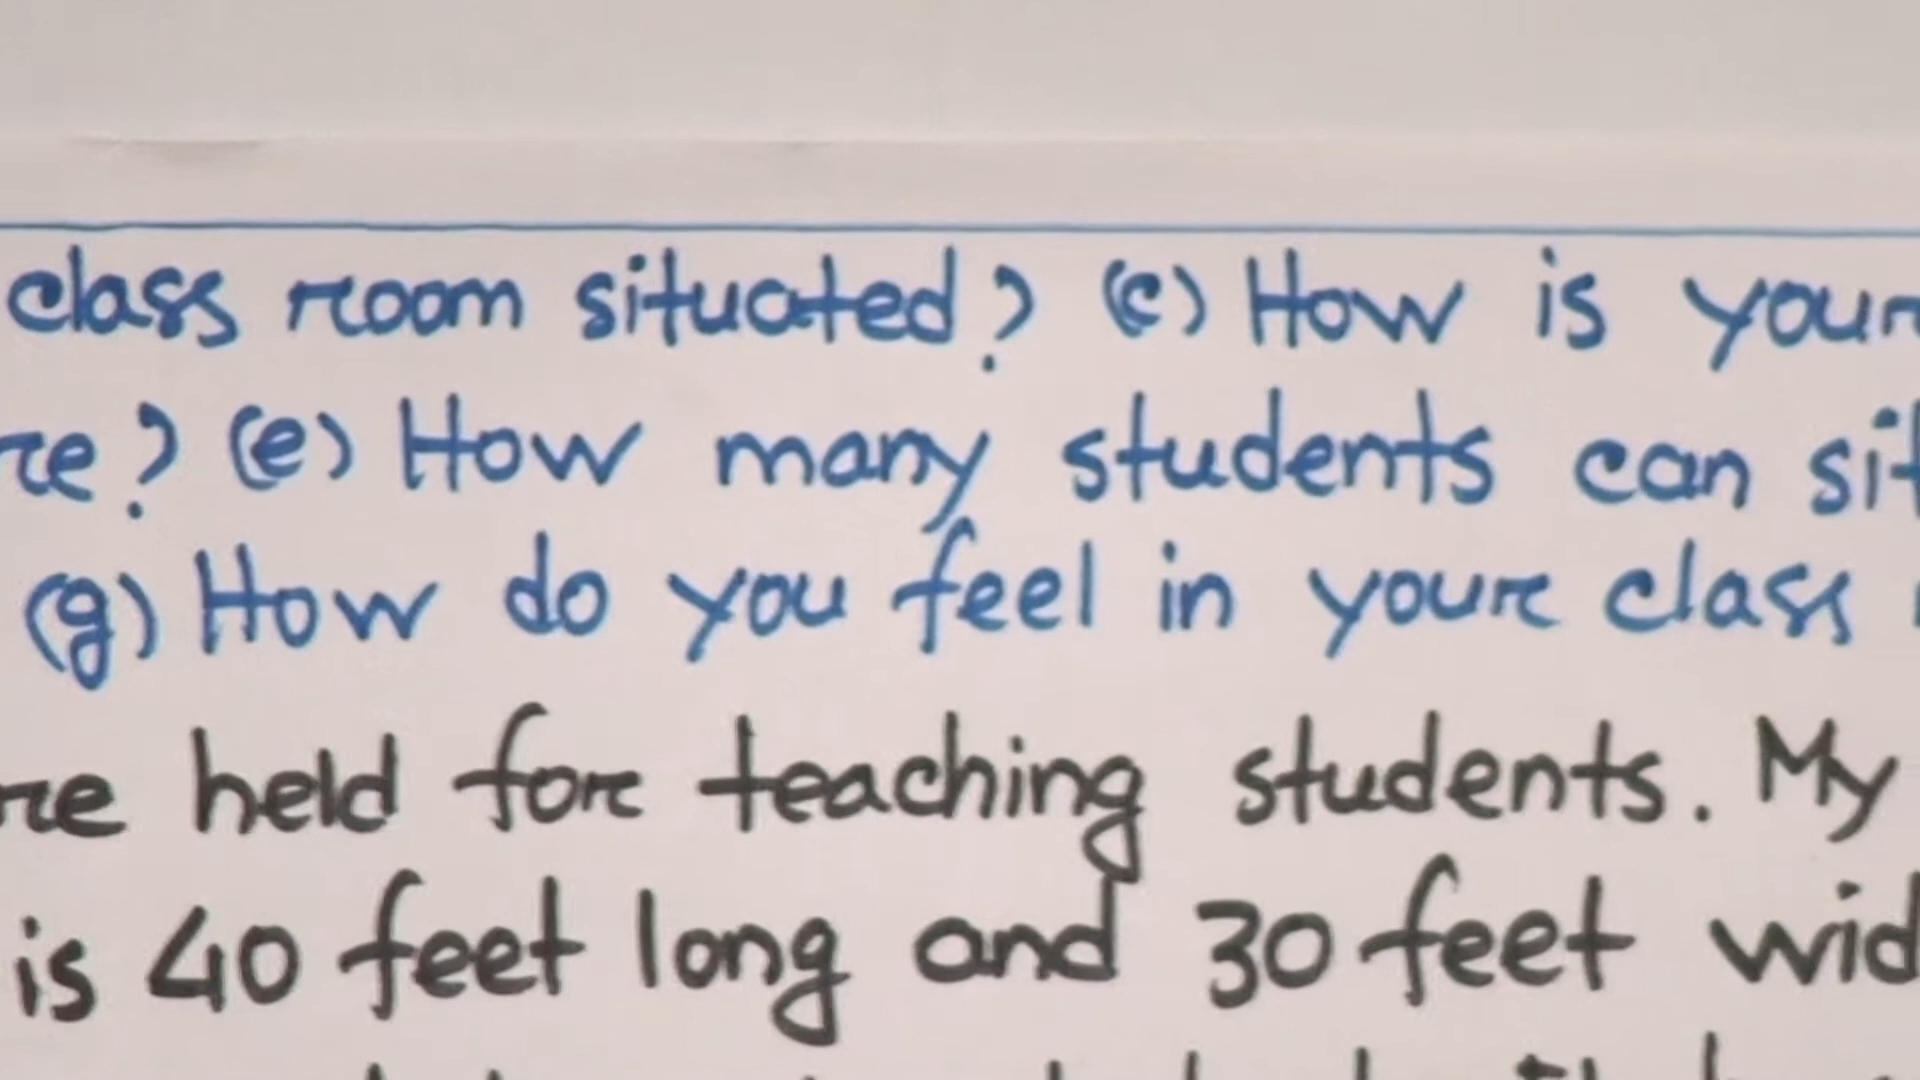 class room situated? (c) How is your
re? (e) How many students can sit
(g) How do you feel in your class
re held for teaching students. My
is 40 feet long and 30 feet wid